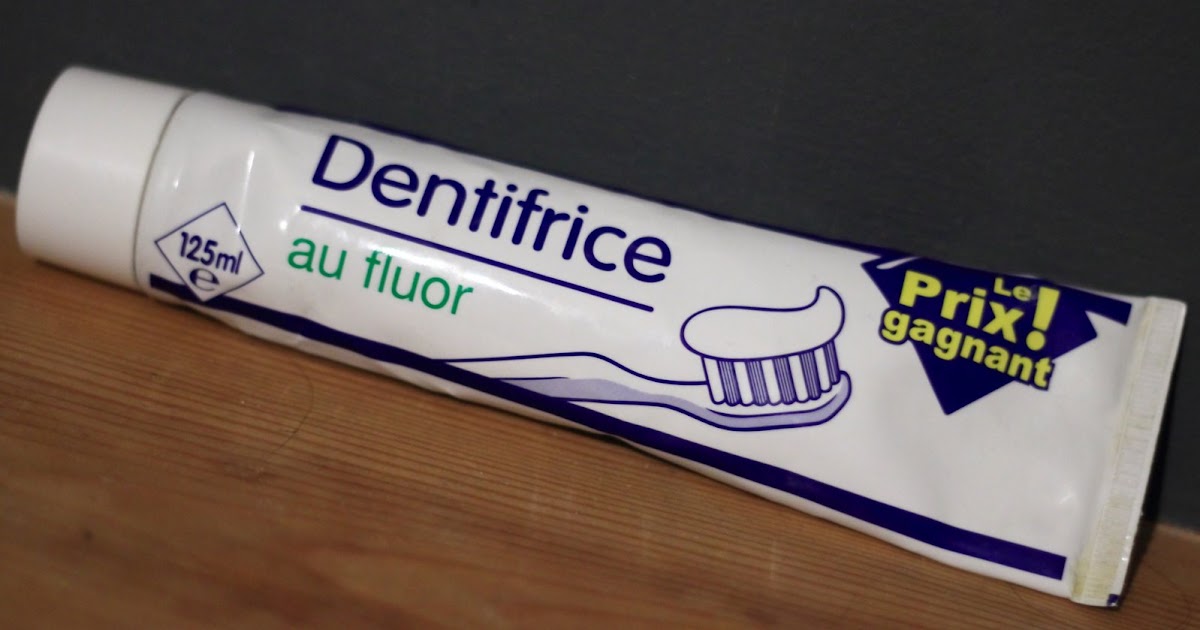 Dentifrice
au fluor
125ml
e
Le
Prix!
gagnant